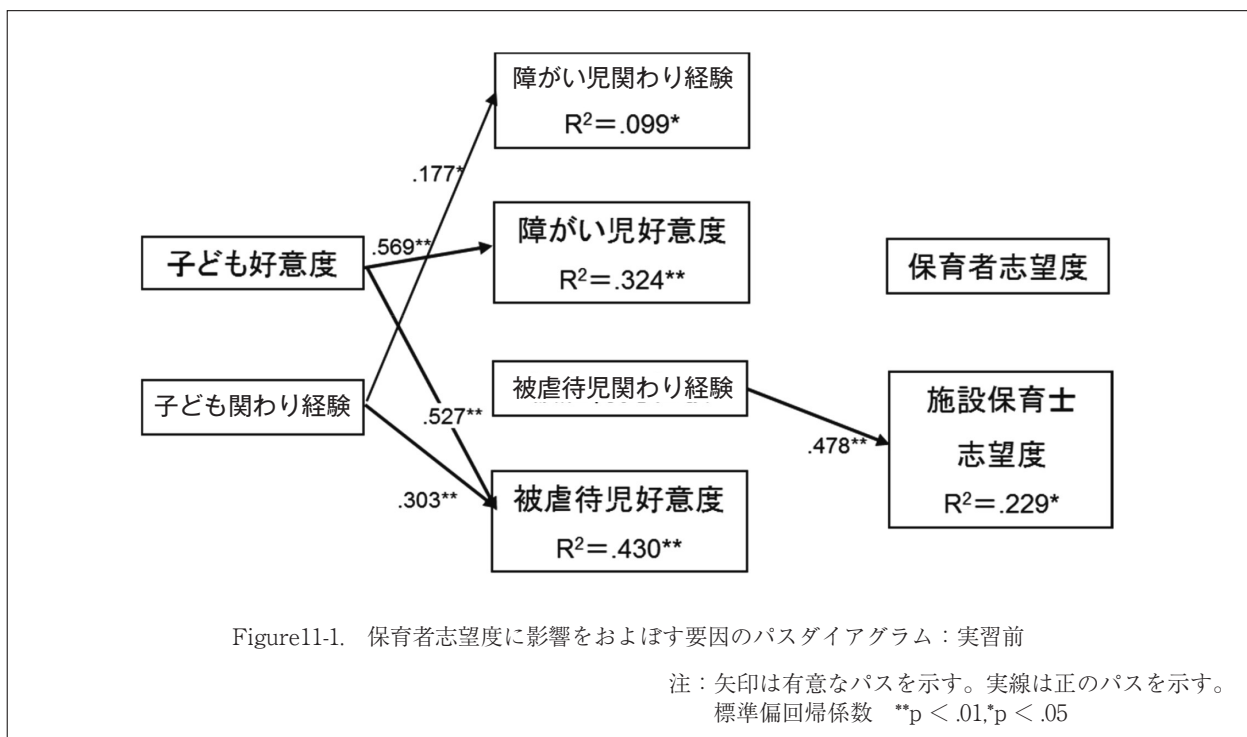 障がい児関わり経験
R²＝.099*
.177*
子ども好意度
.569**
障がい児好意度
R²＝.324**
保育者志望度
子ども関わり経験
.527**
.303**
被虐待児関わり経験
.478**
施設保育士
志望度
R²＝.229*
被虐待児好意度
R²＝.430**
Figure11-1.　保育者志望度に影響をおよぼす要因のパスダイアグラム：実習前
注：矢印は有意なパスを示す。実線は正のパスを示す。
標準偏回帰係数　**p＜.01,*p＜.05